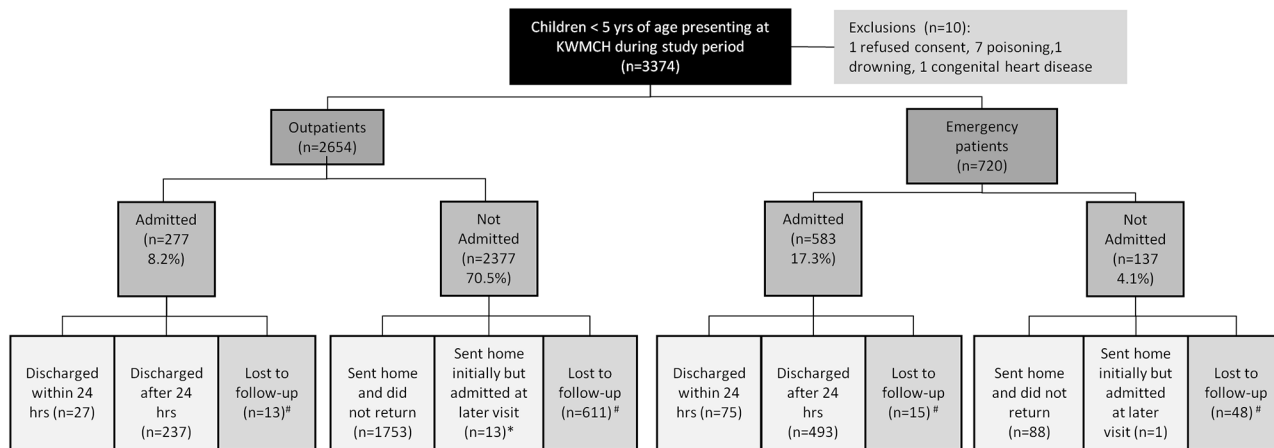 Children < 5 yrs of age presenting at
KWMCH during study period
(n=3374)
Exclusions (n=10):
1 refused consent, 7 poisoning,1
drowning, 1 congenital heart disease
Outpatients
(n=2654)
Emergency
patients
(n=720)
Admitted
(n=277
8.2%)
Not
Admitted
(n=2377
70.5%)
Admitted
(n=583
17.3%)
Not
Admitted
(n=137
4.1%)
Discharged
within 24
hrs (n=27)
Discharged
after 24
hrs
(n=237)
Lost to
follow-up
(n=13)#
Sent home
and did
not return
(n=1753)
Sent home
initially but
admitted at
later visit
(n=13)*
Lost to
follow-up
(n=611)#
Discharged
within 24
hrs (n=75)
Discharged
after 24
hrs
(n=493)
Lost to
follow-up
(n=15)#
Sent home
and did
not return
(n=88)
Sent home
initially but
admitted
at later
visit (n=1)
Lost to
follow-up
(n=48)#